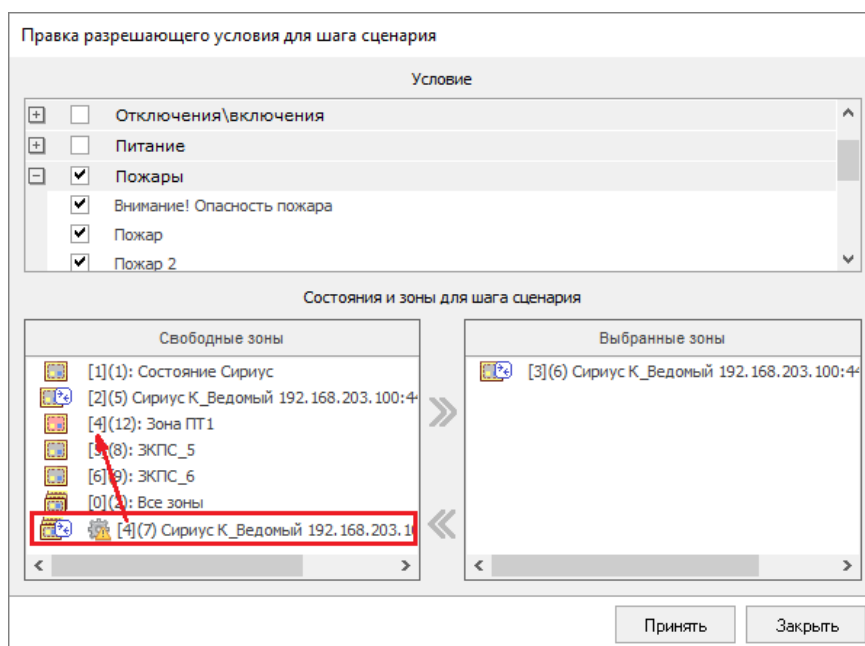 Правка разрешающего условия для шага сценария
Условие
Отключения\включения
Питание
Пожары
Внимание! Опасность пожара
Пожар
Пожар 2
Состояния и зоны для шага сценария
Свободные зоны
[1](1): Состояние Сириус
[2](5) Сириус К_Ведомый 192.168.203.100:4
[4](12): Зона ПТ1
[5](8): ЗКПС_5
[6](9): ЗКПС_6
[0](2): Все зоны
[4](7) Сириус К_Ведомый 192.168.203.1
Выбранные зоны
[3](6) Сириус К_Ведомый 192.168.203.100:4
Принять
Закрыть